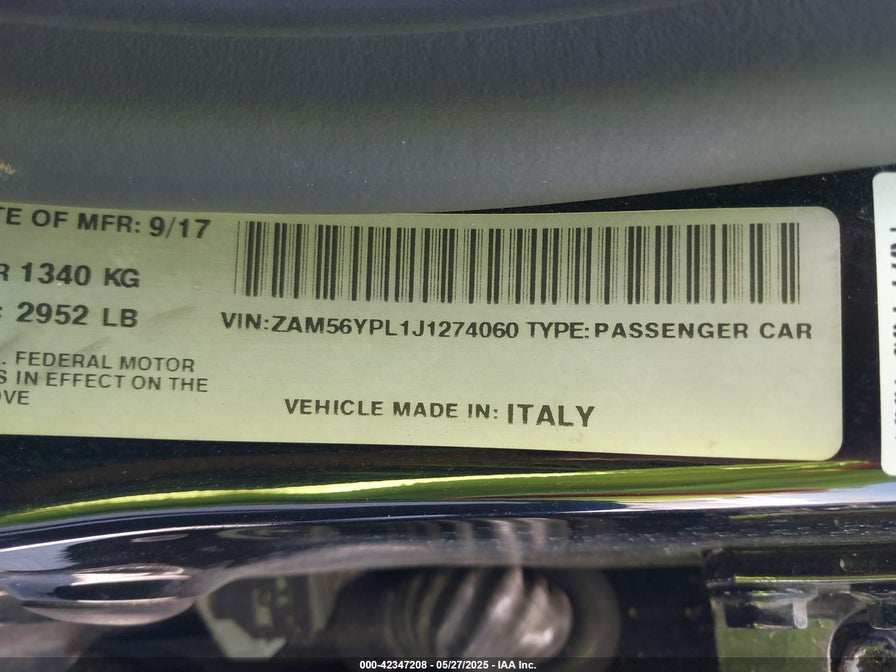 TE OF MFR: 9/17
R 1340 KG
2952 LB
VIN:ZAM56YPL1J1274060 TYPE:PASSENGER CAR
. FEDERAL MOTOR
S IN EFFECT ON THE
OVE
VEHICLE MADE IN: ITALY
000-42347208 - 05/27/2025 - IAA Inc.